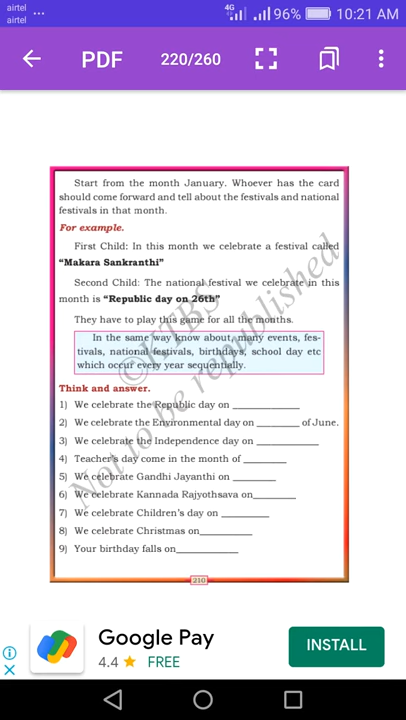 airtel
airtel
4G
96%
10:21 AM
PDF
220/260
Start from the month January. Whoever has the card
should come forward and tell about the festivals and national
festivals in that month.
For example.
First Child: In this month we celebrate a festival called
“Makara Sankranthi”
Second Child: The national festival we celebrate in this
month is “Republic day on 26th”
They have to play this game for all the months.
In the same way know about, many events, fes-
tivals, national festivals, birthdays, school day etc
which occur every year sequentially.
Think and answer.
1) We celebrate the Republic day on ____________
2) We celebrate the Environmental day on ________ of June.
3) We celebrate the Independence day on ___________
4) Teacher's day come in the month of ________
5) We celebrate Gandhi Jayanthi on ________
6) We celebrate Kannada Rajyothsava on________
7) We celebrate Children's day on _________
8) We celebrate Christmas on__________
9) Your birthday falls on____________
©KTBS
Not to be republished
210
Google Pay
4.4 ★ FREE
INSTALL